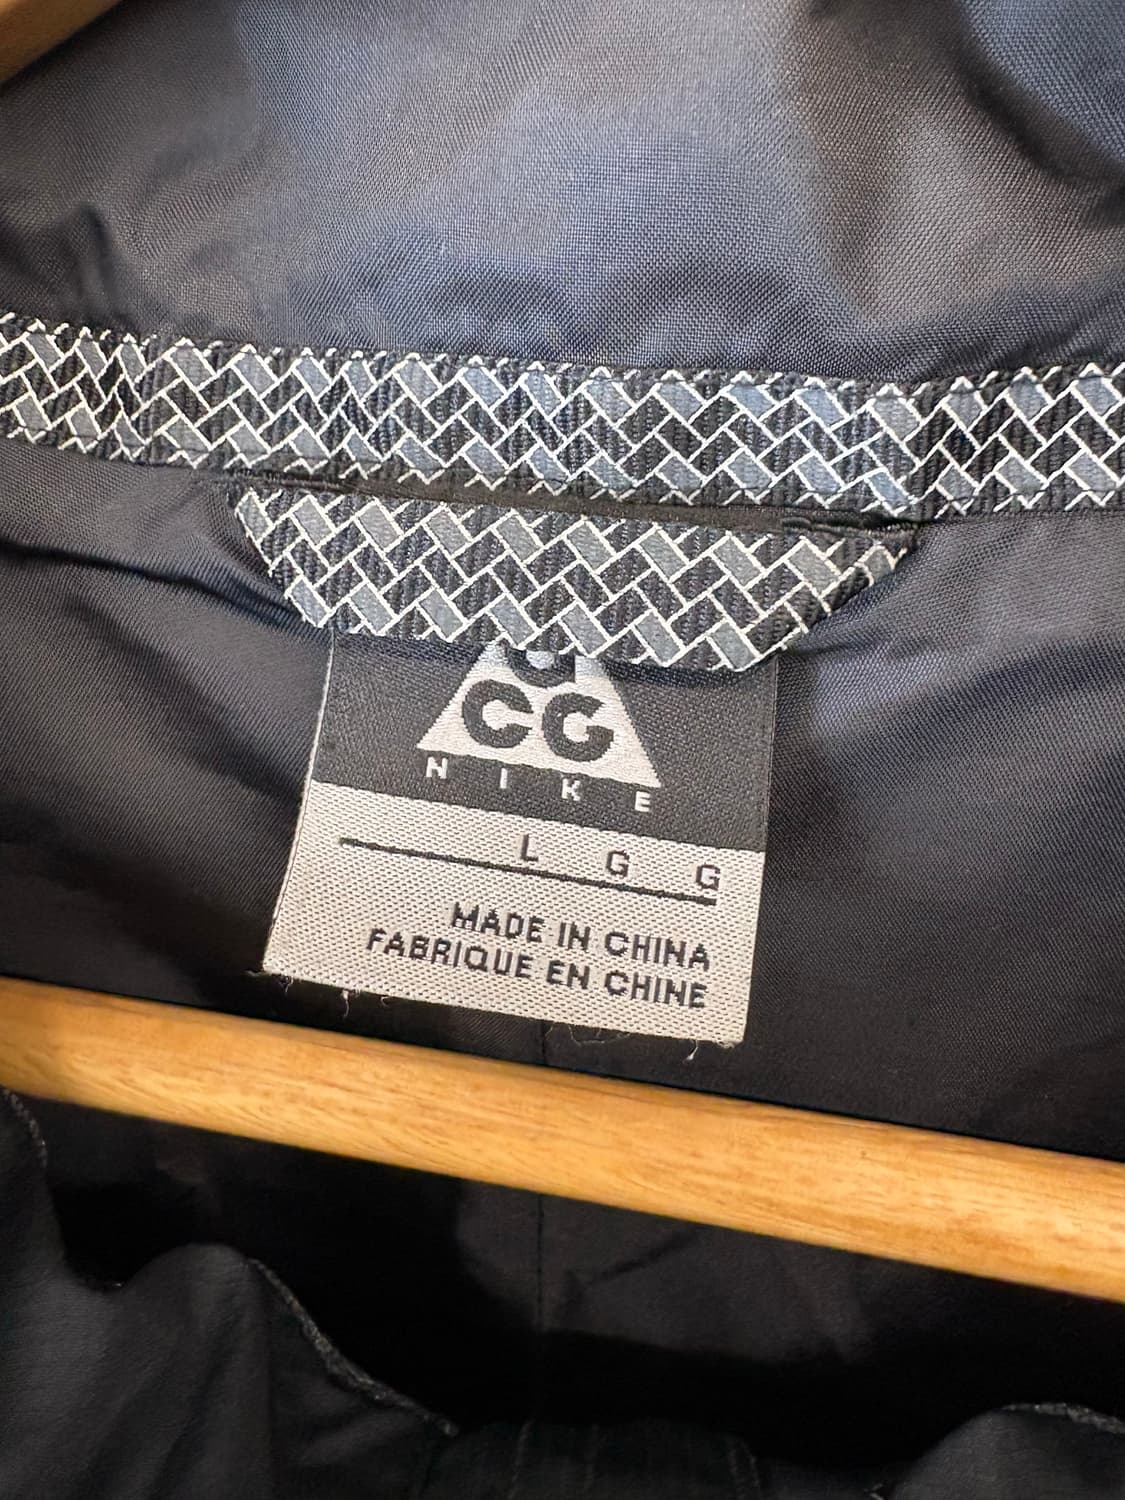 CG
NIKE
L G G
MADE IN CHINA
FABRIQUE EN CHINE